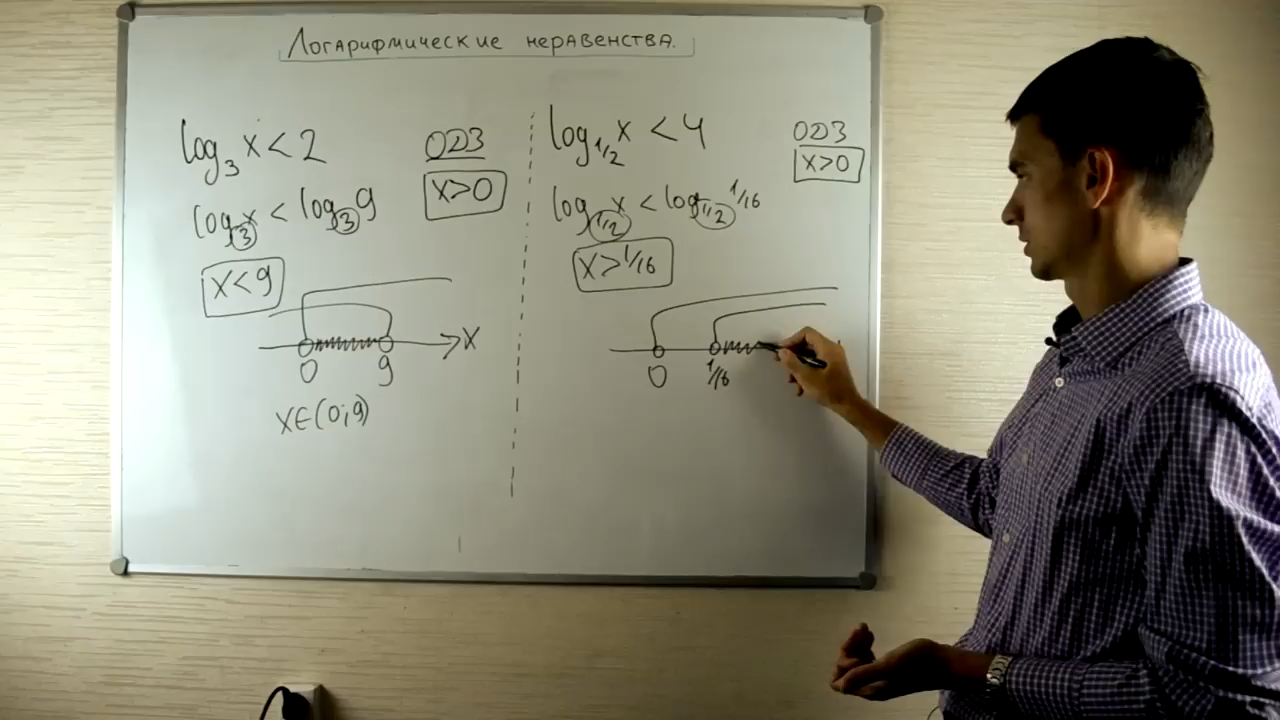 Логарифмические неравенства.
log₃ x < 2
ОДЗ
x > 0
log₃ x < log₃ 9
x < 9
x
0 9
x ∈ (0; 9)
log₁/₂ x < 4
ОДЗ
x > 0
log₁/₂ x < log₁/₂ 1/16
x > 1/16
0 1/16